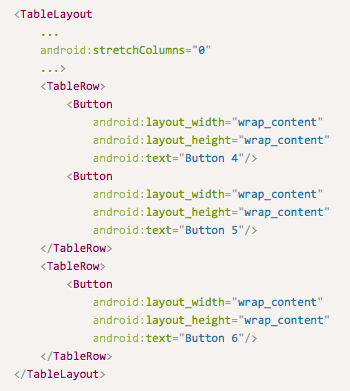 <TableLayout
    ...
    android:stretchColumns="0"
    ...>
    <TableRow>
        <Button
            android:layout_width="wrap_content"
            android:layout_height="wrap_content"
            android:text="Button 4"/>
        <Button
            android:layout_width="wrap_content"
            android:layout_height="wrap_content"
            android:text="Button 5"/>
    </TableRow>
    <TableRow>
        <Button
            android:layout_width="wrap_content"
            android:layout_height="wrap_content"
            android:text="Button 6"/>
    </TableRow>
</TableLayout>